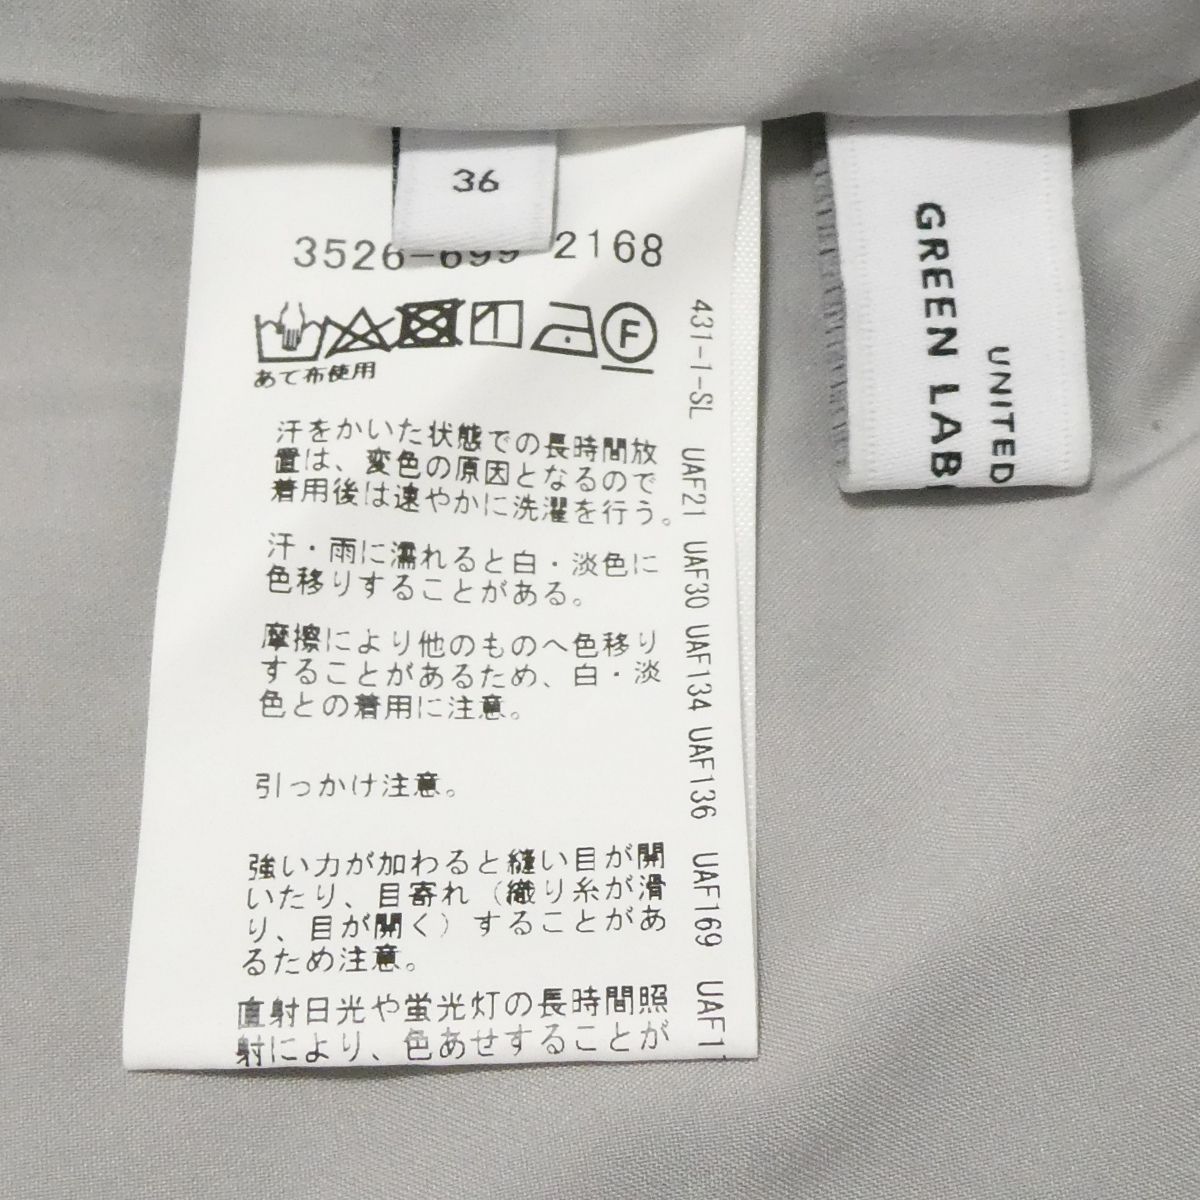 36
3526-699 2168
F
あて布使用
汗をかいた状態での長時間放
置は、変色の原因となるので
着用後は速やかに洗濯を行う。
汗・雨に濡れると白・淡色に
色移りすることがある。
摩擦により他のものへ色移り
することがあるため、白・淡
色との着用に注意。
引っかけ注意。
強い力が加わると縫い目が開
いたり、目寄れ（織り糸が滑
り、目が開く）することがあ
るため注意。
直射日光や蛍光灯の長時間照
射により、色あせすることが
431-1-SL UAF21 UAF30 UAF134 UAF136 UAF169
UNITED
GREEN LAB